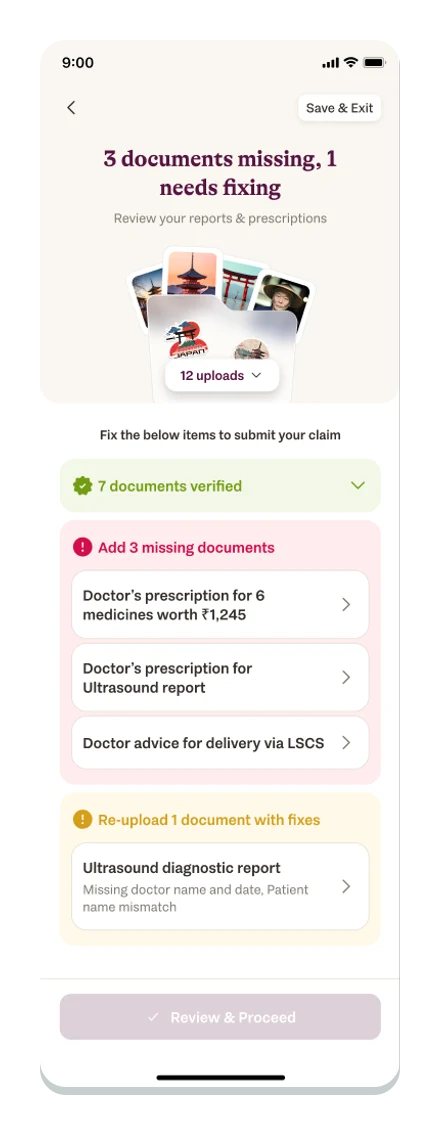 9:00
Save & Exit
3 documents missing, 1
needs fixing
Review your reports & prescriptions
JAPAN
12 uploads
Fix the below items to submit your claim
7 documents verified
Add 3 missing documents
Doctor’s prescription for 6
medicines worth ₹1,245
Doctor’s prescription for
Ultrasound report
Doctor advice for delivery via LSCS
Re-upload 1 document with fixes
Ultrasound diagnostic report
Missing doctor name and date, Patient
name mismatch
Review & Proceed